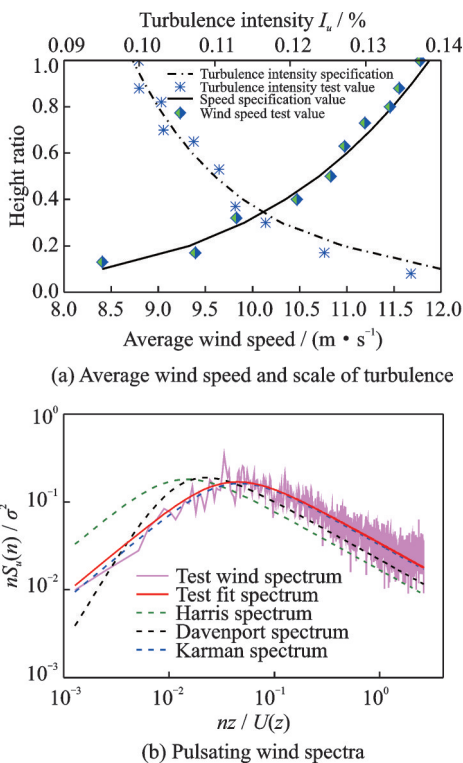 Turbulence intensity Iᵤ / %
0.09 0.10 0.11 0.12 0.13 0.14
1.0
0.8
0.6
0.4
0.2
0.0
Height ratio
Turbulence intensity specification
Turbulence intensity test value
Speed specification value
Wind speed test value
8.0 8.5 9.0 9.5 10.0 10.5 11.0 11.5 12.0
Average wind speed / (m • s⁻¹)
(a) Average wind speed and scale of turbulence
10⁰
10⁻¹
10⁻²
10⁻³
nSᵤ(n) / σ²
Test wind spectrum
Test fit spectrum
Harris spectrum
Davenport spectrum
Karman spectrum
10⁻³ 10⁻² 10⁻¹ 10⁰
nz / U(z)
(b) Pulsating wind spectra